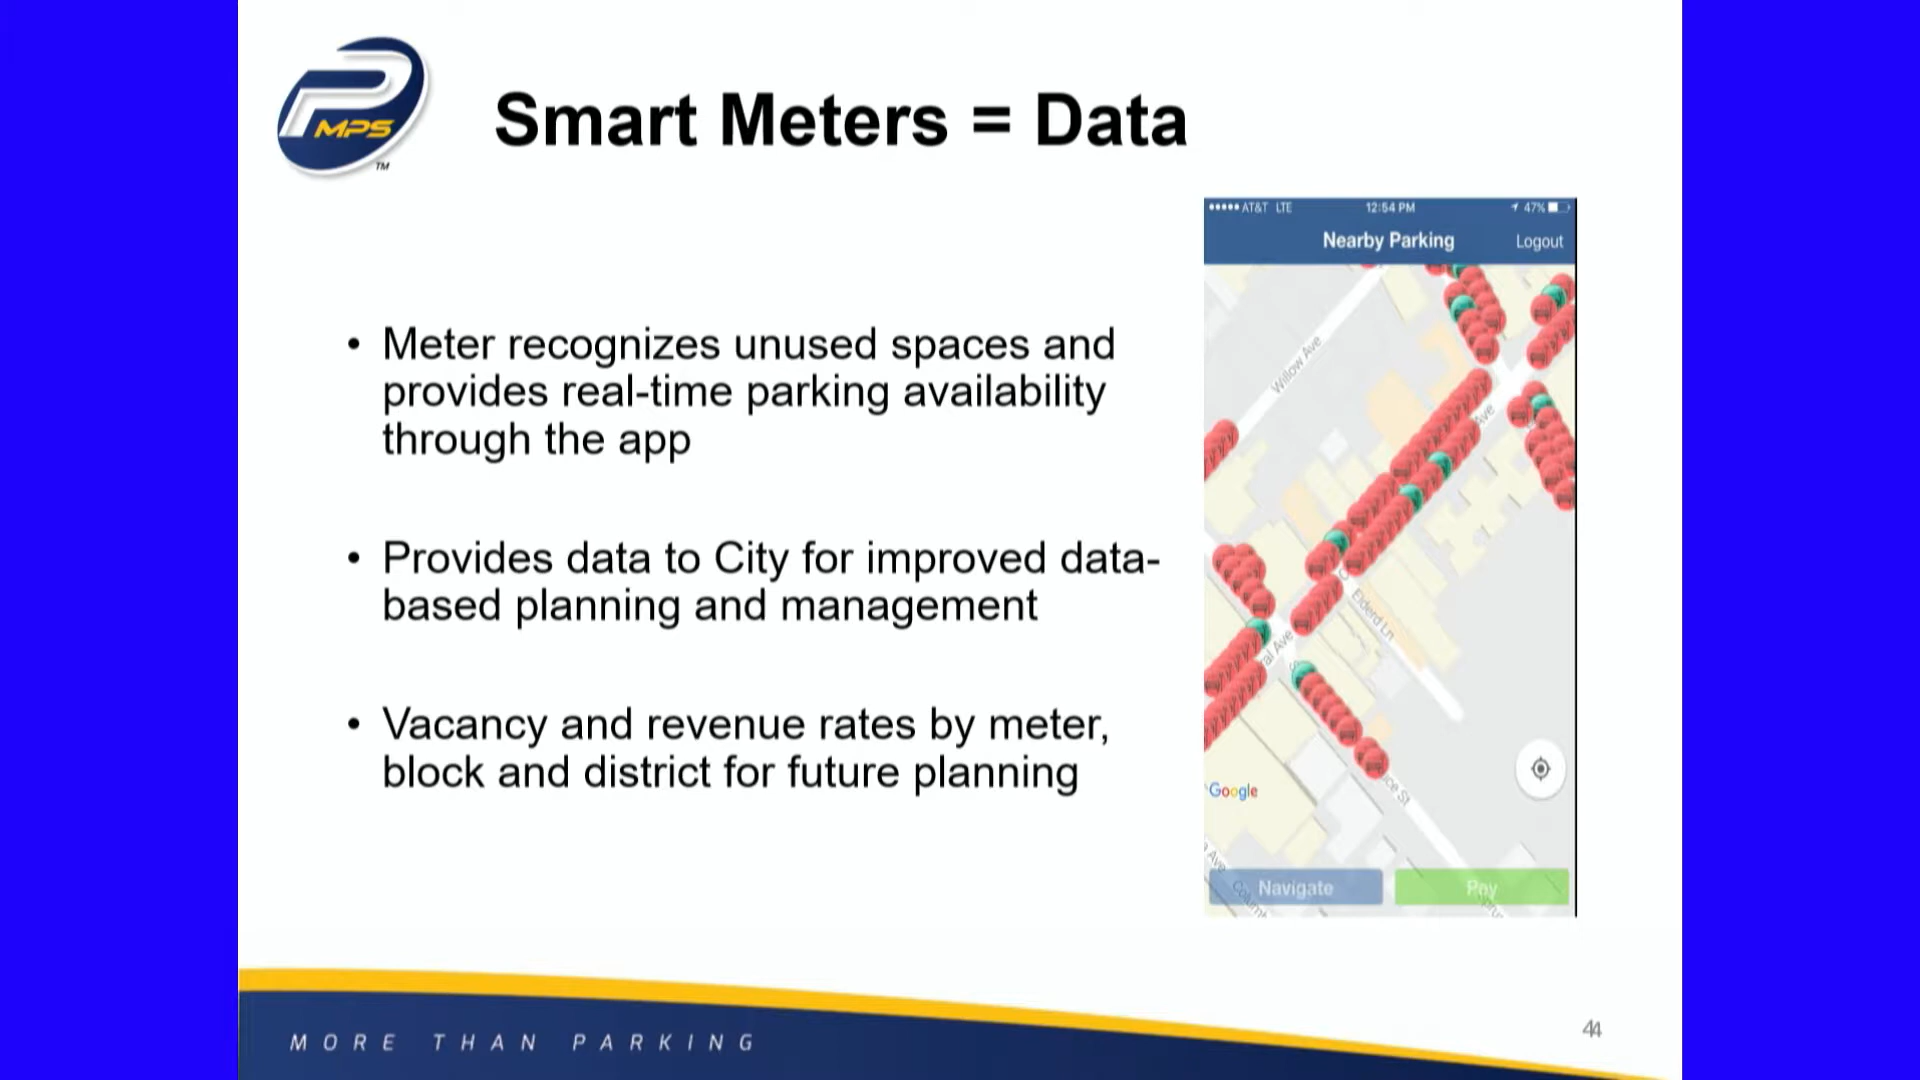 MPS
TM
Smart Meters = Data
AT&T LTE 12:54 PM 47%
Nearby Parking Logout
• Meter recognizes unused spaces and
provides real-time parking availability
through the app
• Provides data to City for improved data-
based planning and management
• Vacancy and revenue rates by meter,
block and district for future planning
Willow Ave
Ave
Elderd Ln
Ave
Google
Navigate Pay
MORE THAN PARKING